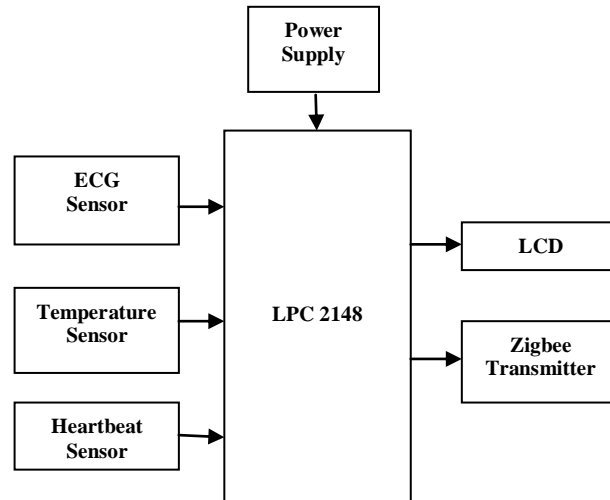 Power
Supply
ECG
Sensor
LCD
Temperature
Sensor
LPC 2148
Zigbee
Transmitter
Heartbeat
Sensor